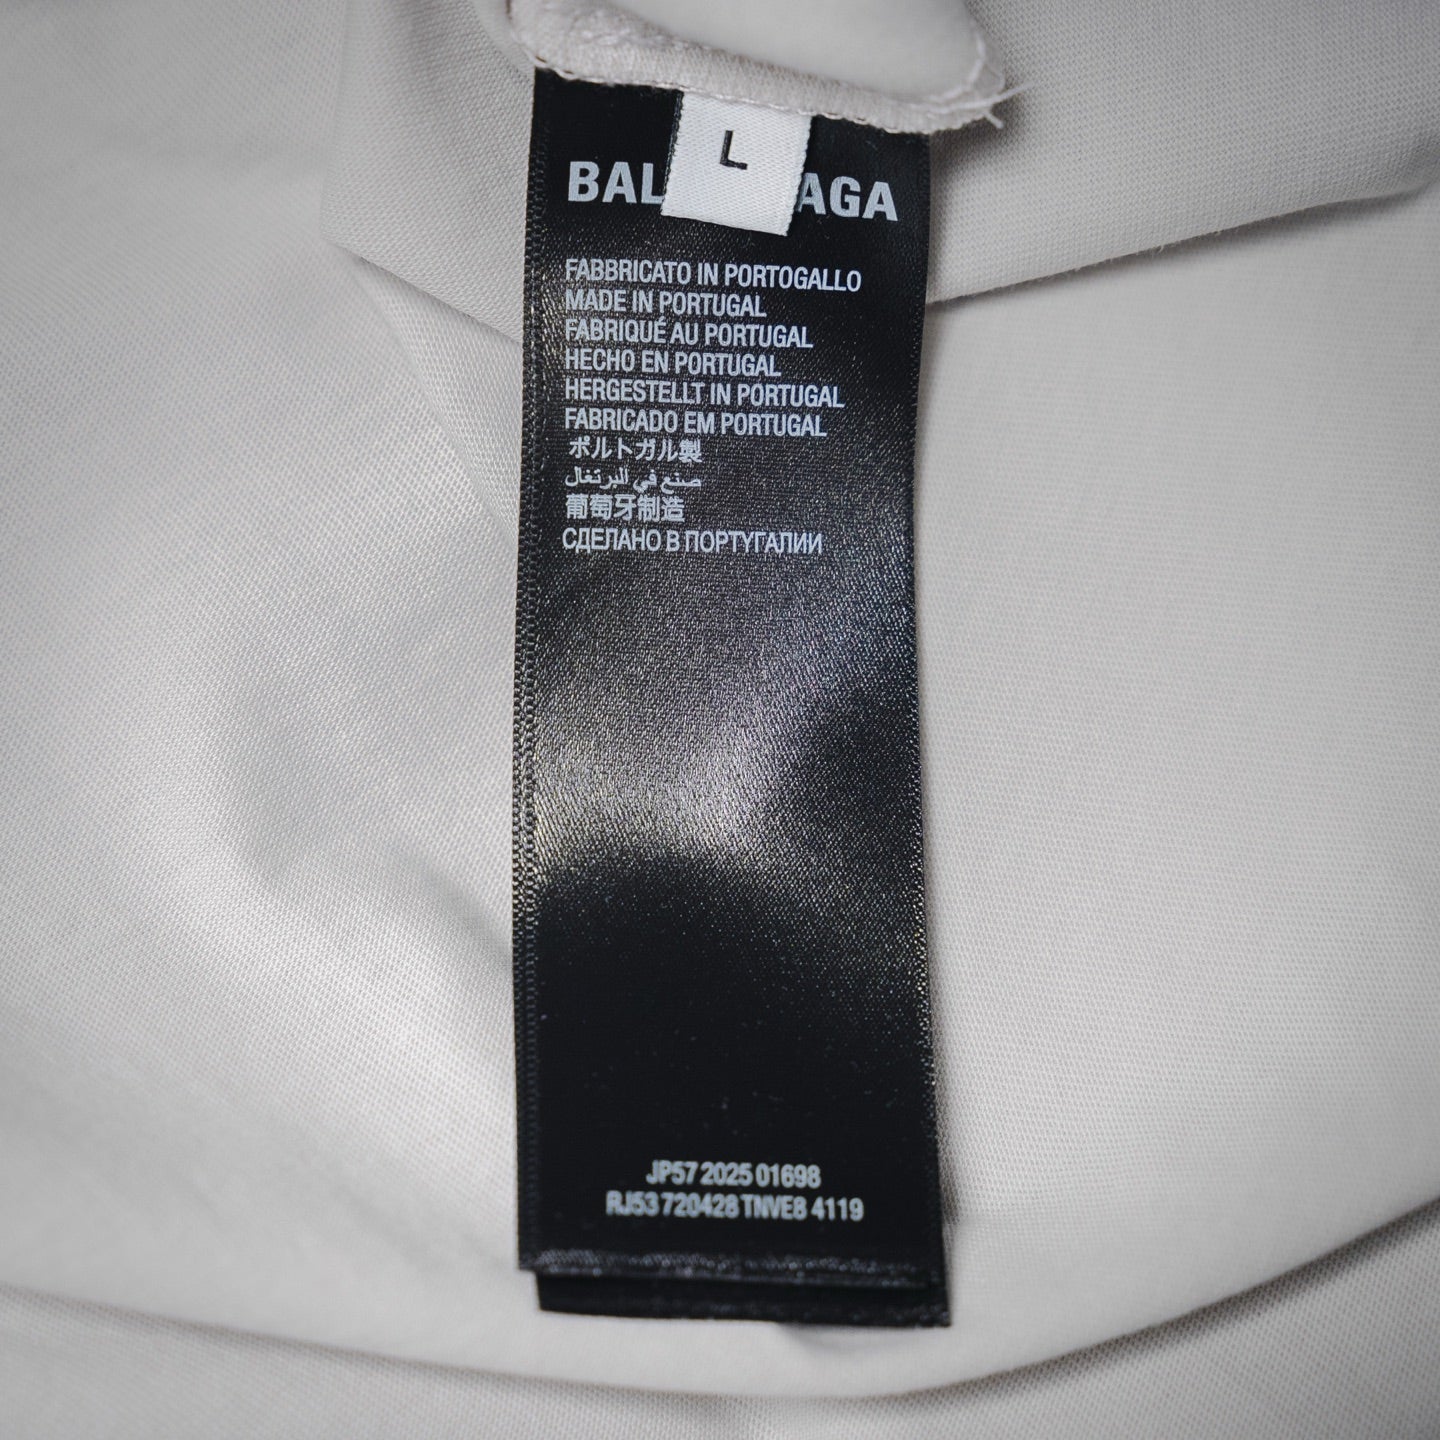 L
BAL AGA
FABBRICATO IN PORTOGALLO
MADE IN PORTUGAL
FABRIQUÉ AU PORTUGAL
HECHO EN PORTUGAL
HERGESTELLT IN PORTUGAL
FABRICADO EM PORTUGAL
ポルトガル製
صنع في البرتغال
葡萄牙制造
СДЕЛАНО В ПОРТУГАЛИИ
JP57 2025 01698
RJ53 720428 TNVE8 4119